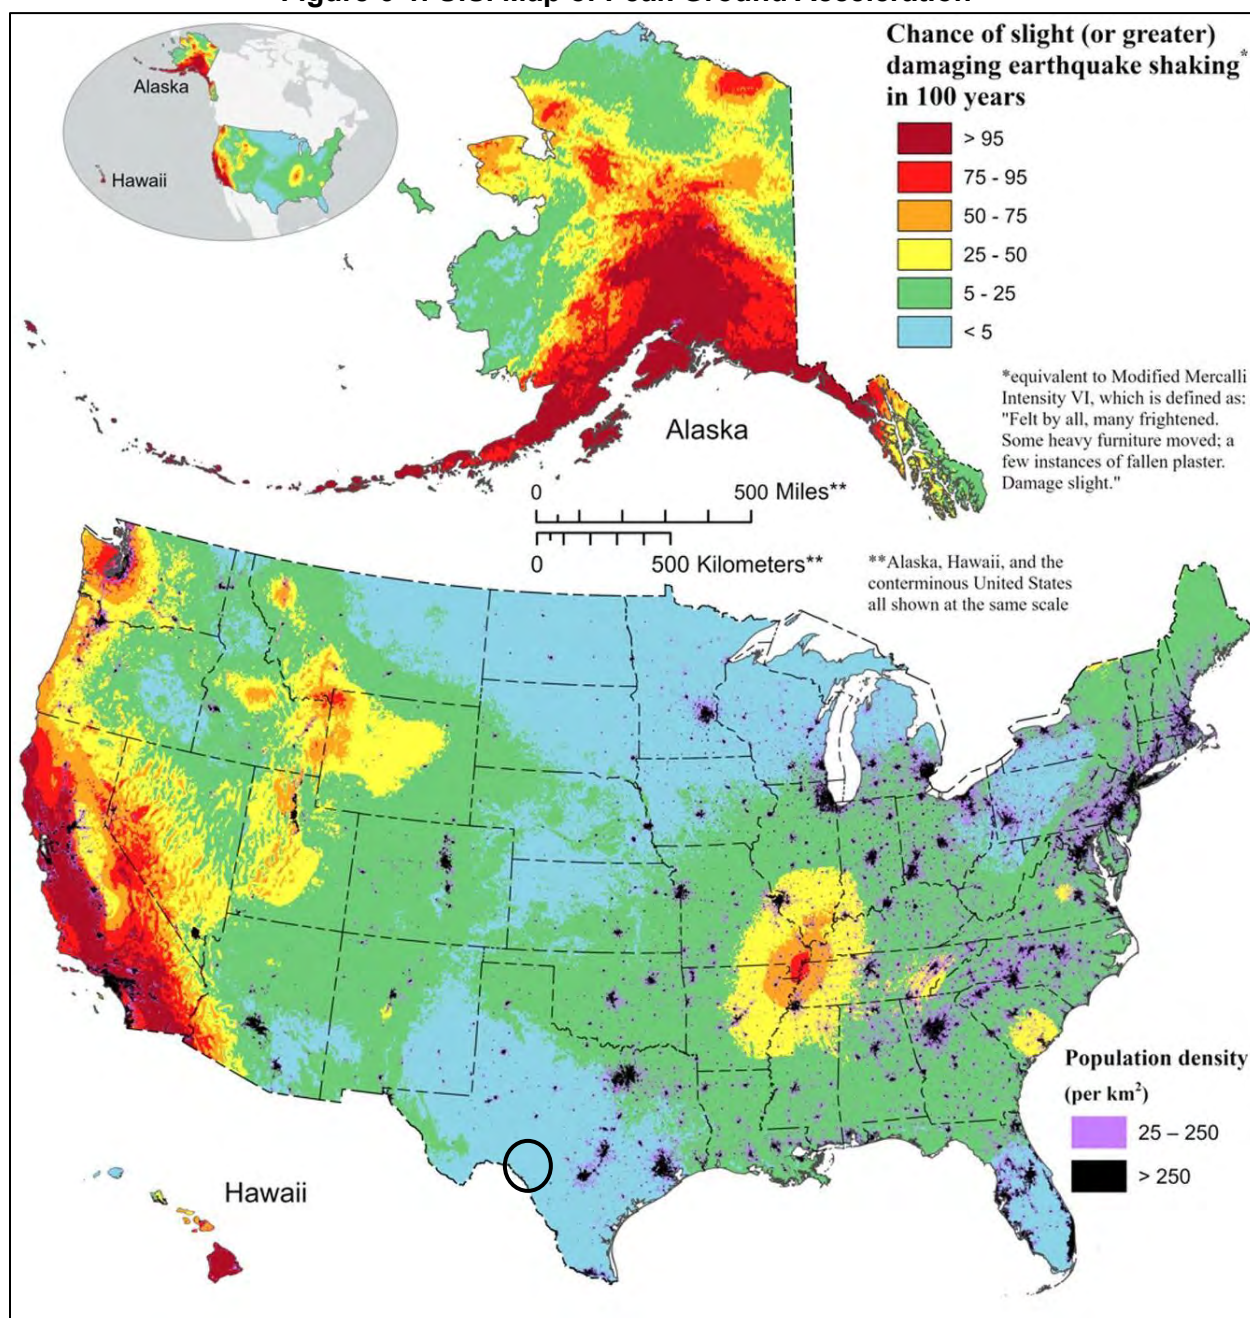 Chance of slight (or greater)
damaging earthquake shaking*
in 100 years
> 95
75 - 95
50 - 75
25 - 50
5 - 25
< 5
Alaska
Hawaii
*equivalent to Modified Mercalli
Intensity VI, which is defined as:
"Felt by all, many frightened.
Some heavy furniture moved; a
few instances of fallen plaster.
Damage slight."
Alaska
0 500 Miles**
0 500 Kilometers**
**Alaska, Hawaii, and the
conterminous United States
all shown at the same scale
Population density
(per km2)
25 – 250
> 250
Hawaii